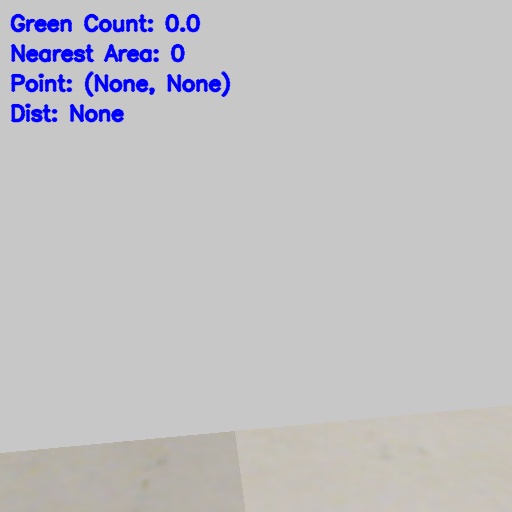 Green Count: 0.0
Nearest Area: 0
Point: (None, None)
Dist: None